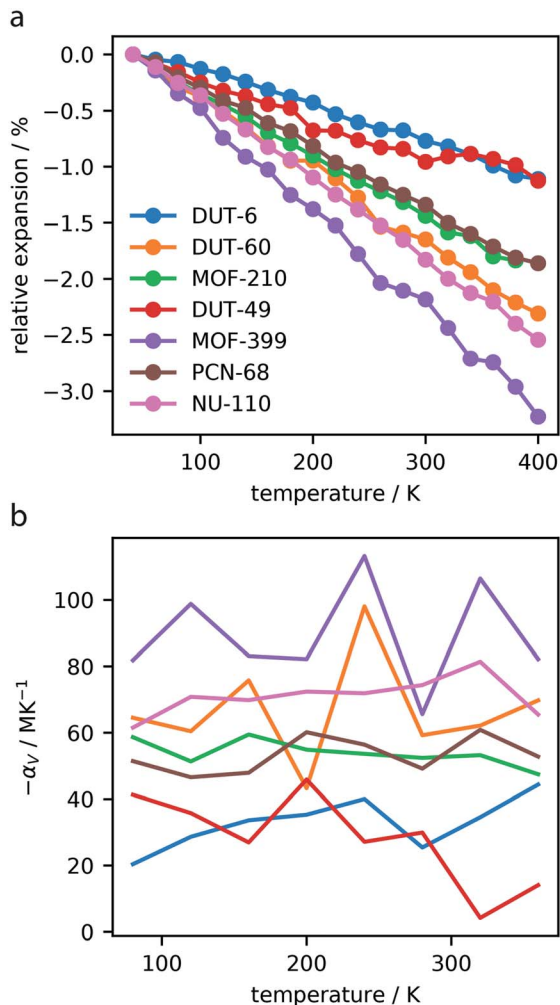 a
relative expansion / %
0.0
−0.5
−1.0
−1.5
−2.0
−2.5
−3.0
DUT-6
DUT-60
MOF-210
DUT-49
MOF-399
PCN-68
NU-110
100 200 300 400
temperature / K
b
−αV / MK⁻¹
100
80
60
40
20
0
100 200 300
temperature / K